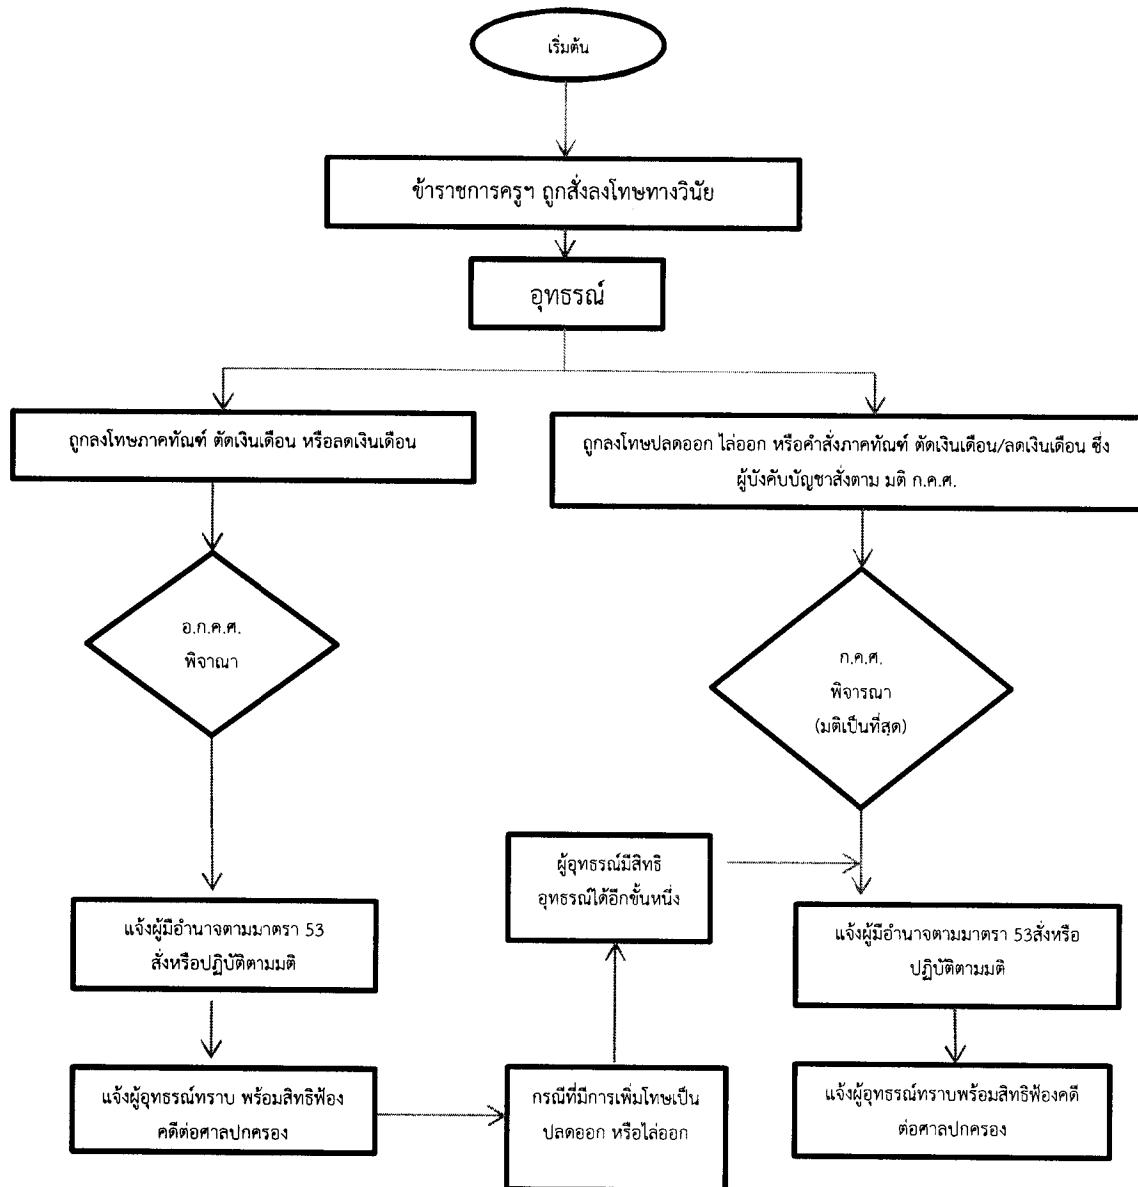 เริ่มต้น
ข้าราชการครูฯ ถูกสั่งลงโทษทางวินัย
อุทธรณ์
ถูกลงโทษภาคทัณฑ์ ตัดเงินเดือน หรือลดเงินเดือน
ถูกลงโทษปลดออก ไล่ออก หรือคำสั่งภาคทัณฑ์ ตัดเงินเดือน/ลดเงินเดือน ซึ่ง
ผู้บังคับบัญชาสั่งตาม มติ ก.ค.ศ.
อ.ก.ค.ศ.
พิจาณา
ก.ค.ศ.
พิจารณา
(มติเป็นที่สุด)
ผู้อุทธรณ์มีสิทธิ
อุทธรณ์ได้อีกขั้นหนึ่ง
แจ้งผู้มีอำนาจตามมาตรา 53
สั่งหรือปฏิบัติตามมติ
แจ้งผู้มีอำนาจตามมาตรา 53สั่งหรือ
ปฏิบัติตามมติ
แจ้งผู้อุทธรณ์ทราบ พร้อมสิทธิฟ้อง
คดีต่อศาลปกครอง
กรณีที่มีการเพิ่มโทษเป็น
ปลดออก หรือไล่ออก
แจ้งผู้อุทธรณ์ทราบพร้อมสิทธิฟ้องคดี
ต่อศาลปกครอง